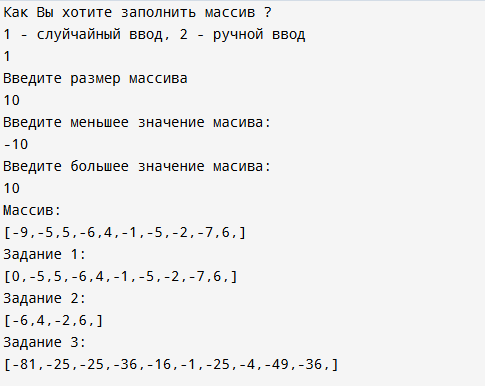 Как Вы хотите заполнить массив ?
1 - слуйчайный ввод, 2 - ручной ввод
1
Введите размер массива
10
Введите меньшее значение масива:
-10
Введите большее значение масива:
10
Массив:
[-9,-5,5,-6,4,-1,-5,-2,-7,6,]
Задание 1:
[0,-5,5,-6,4,-1,-5,-2,-7,6,]
Задание 2:
[-6,4,-2,6,]
Задание 3:
[-81,-25,-25,-36,-16,-1,-25,-4,-49,-36,]